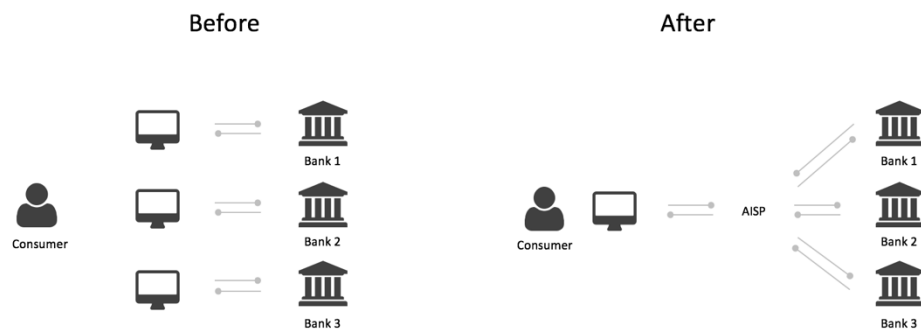 Before
Bank 1
Consumer
Bank 2
Bank 3
After
Bank 1
Consumer
AISP
Bank 2
Bank 3